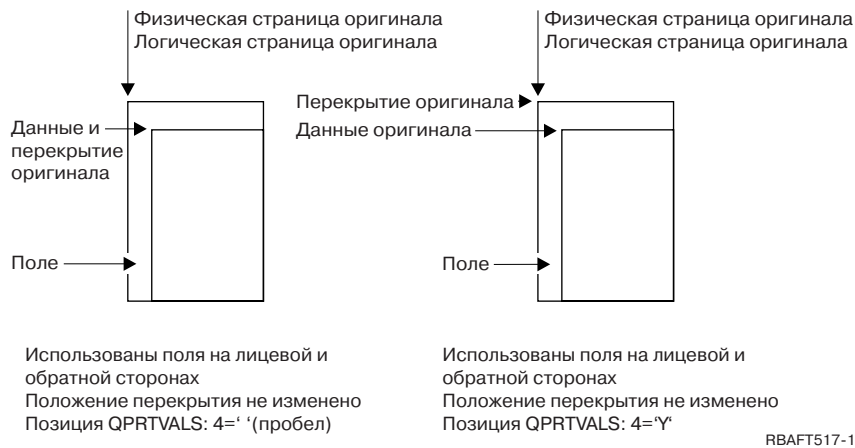 Физическая страница оригинала
Логическая страница оригинала
Данные и
перекрытие
оригинала
Поле
Использованы поля на лицевой и
обратной сторонах
Положение перекрытия не изменено
Позиция QPRTVALS: 4=‘ ‘(пробел)
Физическая страница оригинала
Логическая страница оригинала
Перекрытие оригинала
Данные оригинала
Поле
Использованы поля на лицевой и
обратной сторонах
Положение перекрытия не изменено
Позиция QPRTVALS: 4=‘Y‘
RBAFT517-1